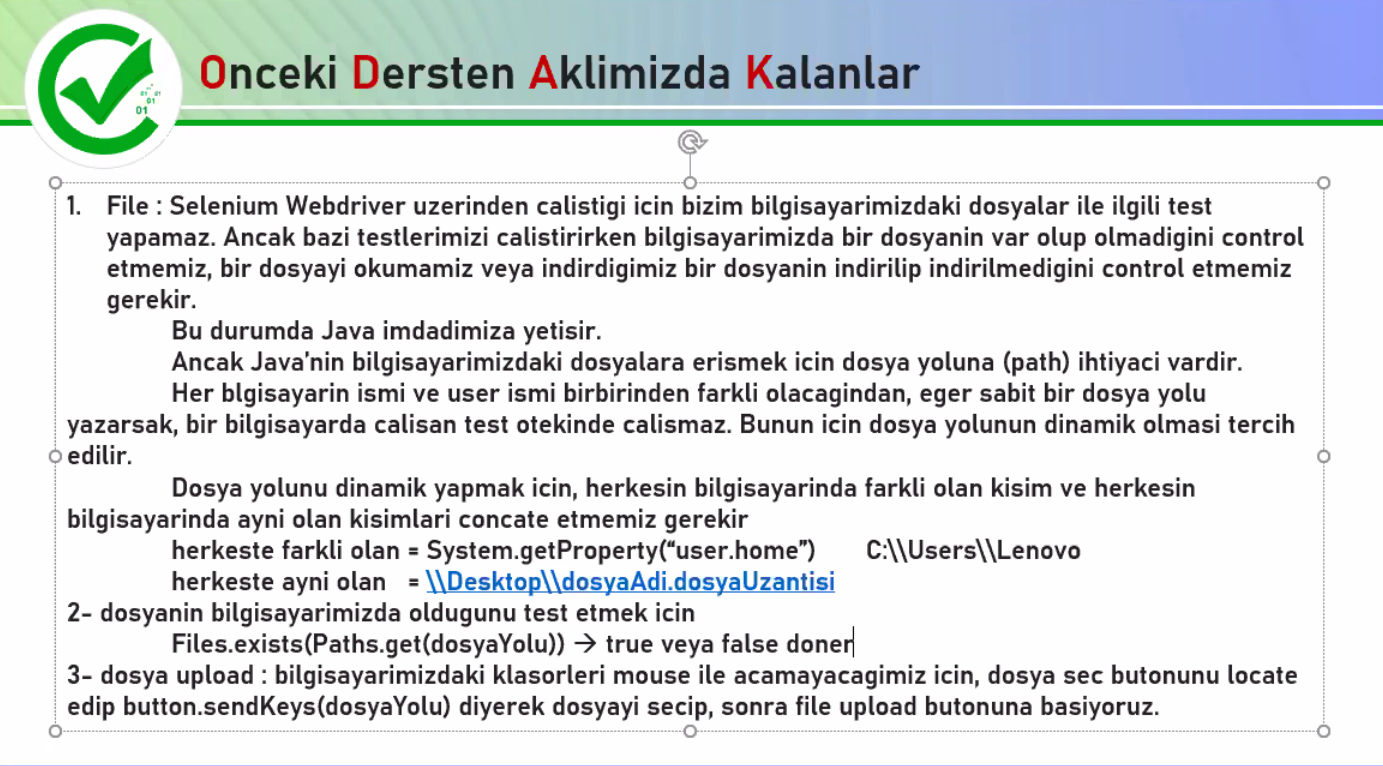 Onceki Dersten Aklimizda Kalanlar
1. File : Selenium Webdriver uzerinden calistigi icin bizim bilgisayarimizdaki dosyalar ile ilgili test
yapamaz. Ancak bazi testlerimizi calistirirken bilgisayarimizda bir dosyanin var olup olmadigini control
etmemiz, bir dosyayi okumamiz veya indirdigimiz bir dosyanin indirilip indirilmedigini control etmemiz
gerekir.
Bu durumda Java imdadimiza yetisir.
Ancak Java’nin bilgisayarimizdaki dosyalara erismek icin dosya yoluna (path) ihtiyaci vardir.
Her blgisayarin ismi ve user ismi birbirinden farkli olacagindan, eger sabit bir dosya yolu
yazarsak, bir bilgisayarda calisan test otekinde calismaz. Bunun icin dosya yolunun dinamik olmasi tercih
edilir.
Dosya yolunu dinamik yapmak icin, herkesin bilgisayarinda farkli olan kisim ve herkesin
bilgisayarinda ayni olan kisimlari concate etmemiz gerekir
herkeste farkli olan = System.getProperty(“user.home”) C:\\Users\\Lenovo
herkeste ayni olan = \\Desktop\\dosyaAdi.dosyaUzantisi
2- dosyanin bilgisayarimizda oldugunu test etmek icin
Files.exists(Paths.get(dosyaYolu)) → true veya false doner
3- dosya upload : bilgisayarimizdaki klasorleri mouse ile acamayacagimiz icin, dosya sec butonunu locate
edip button.sendKeys(dosyaYolu) diyerek dosyayi secip, sonra file upload butonuna basiyoruz.
01 01
01
01